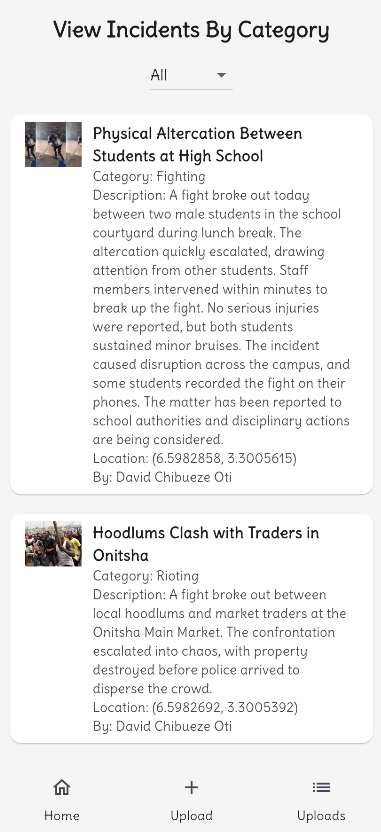 View Incidents By Category
All
Physical Altercation Between
Students at High School
Category: Fighting
Description: A fight broke out today
between two male students in the school
courtyard during lunch break. The
altercation quickly escalated, drawing
attention from other students. Staff
members intervened within minutes to
break up the fight. No serious injuries
were reported, but both students
sustained minor bruises. The incident
caused disruption across the campus, and
some students recorded the fight on their
phones. The matter has been reported to
school authorities and disciplinary actions
are being considered.
Location: (6.5982858, 3.3005615)
By: David Chibueze Oti
Hoodlums Clash with Traders in
Onitsha
Category: Rioting
Description: A fight broke out between
local hoodlums and market traders at the
Onitsha Main Market. The confrontation
escalated into chaos, with property
destroyed before police arrived to
disperse the crowd.
Location: (6.5982692, 3.3005392)
By: David Chibueze Oti
Home
Upload
Uploads